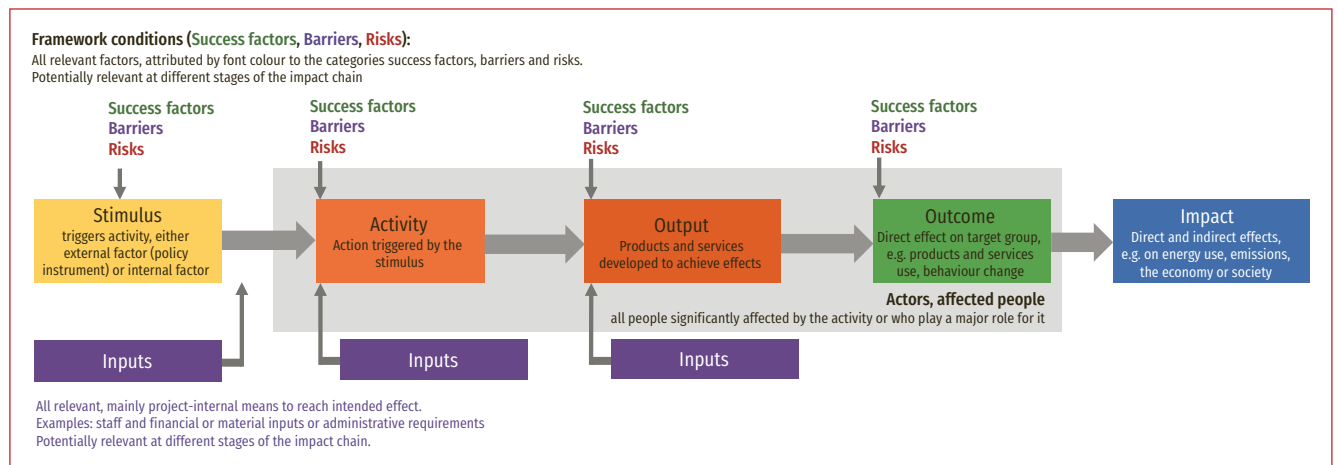 Framework conditions (Success factors, Barriers, Risks):
All relevant factors, attributed by font colour to the categories success factors, barriers and risks.
Potentially relevant at different stages of the impact chain
Success factors
Barriers
Risks
Success factors
Barriers
Risks
Success factors
Barriers
Risks
Success factors
Barriers
Risks
Stimulus
triggers activity, either
external factor (policy
instrument) or internal factor
Activity
Action triggered by the
stimulus
Output
Products and services
developed to achieve effects
Outcome
Direct effect on target group,
e.g. products and services
use, behaviour change
Impact
Direct and indirect effects,
e.g. on energy use, emissions,
the economy or society
Actors, affected people
all people significantly affected by the activity or who play a major role for it
Inputs
Inputs
Inputs
All relevant, mainly project-internal means to reach intended effect.
Examples: staff and financial or material inputs or administrative requirements
Potentially relevant at different stages of the impact chain.